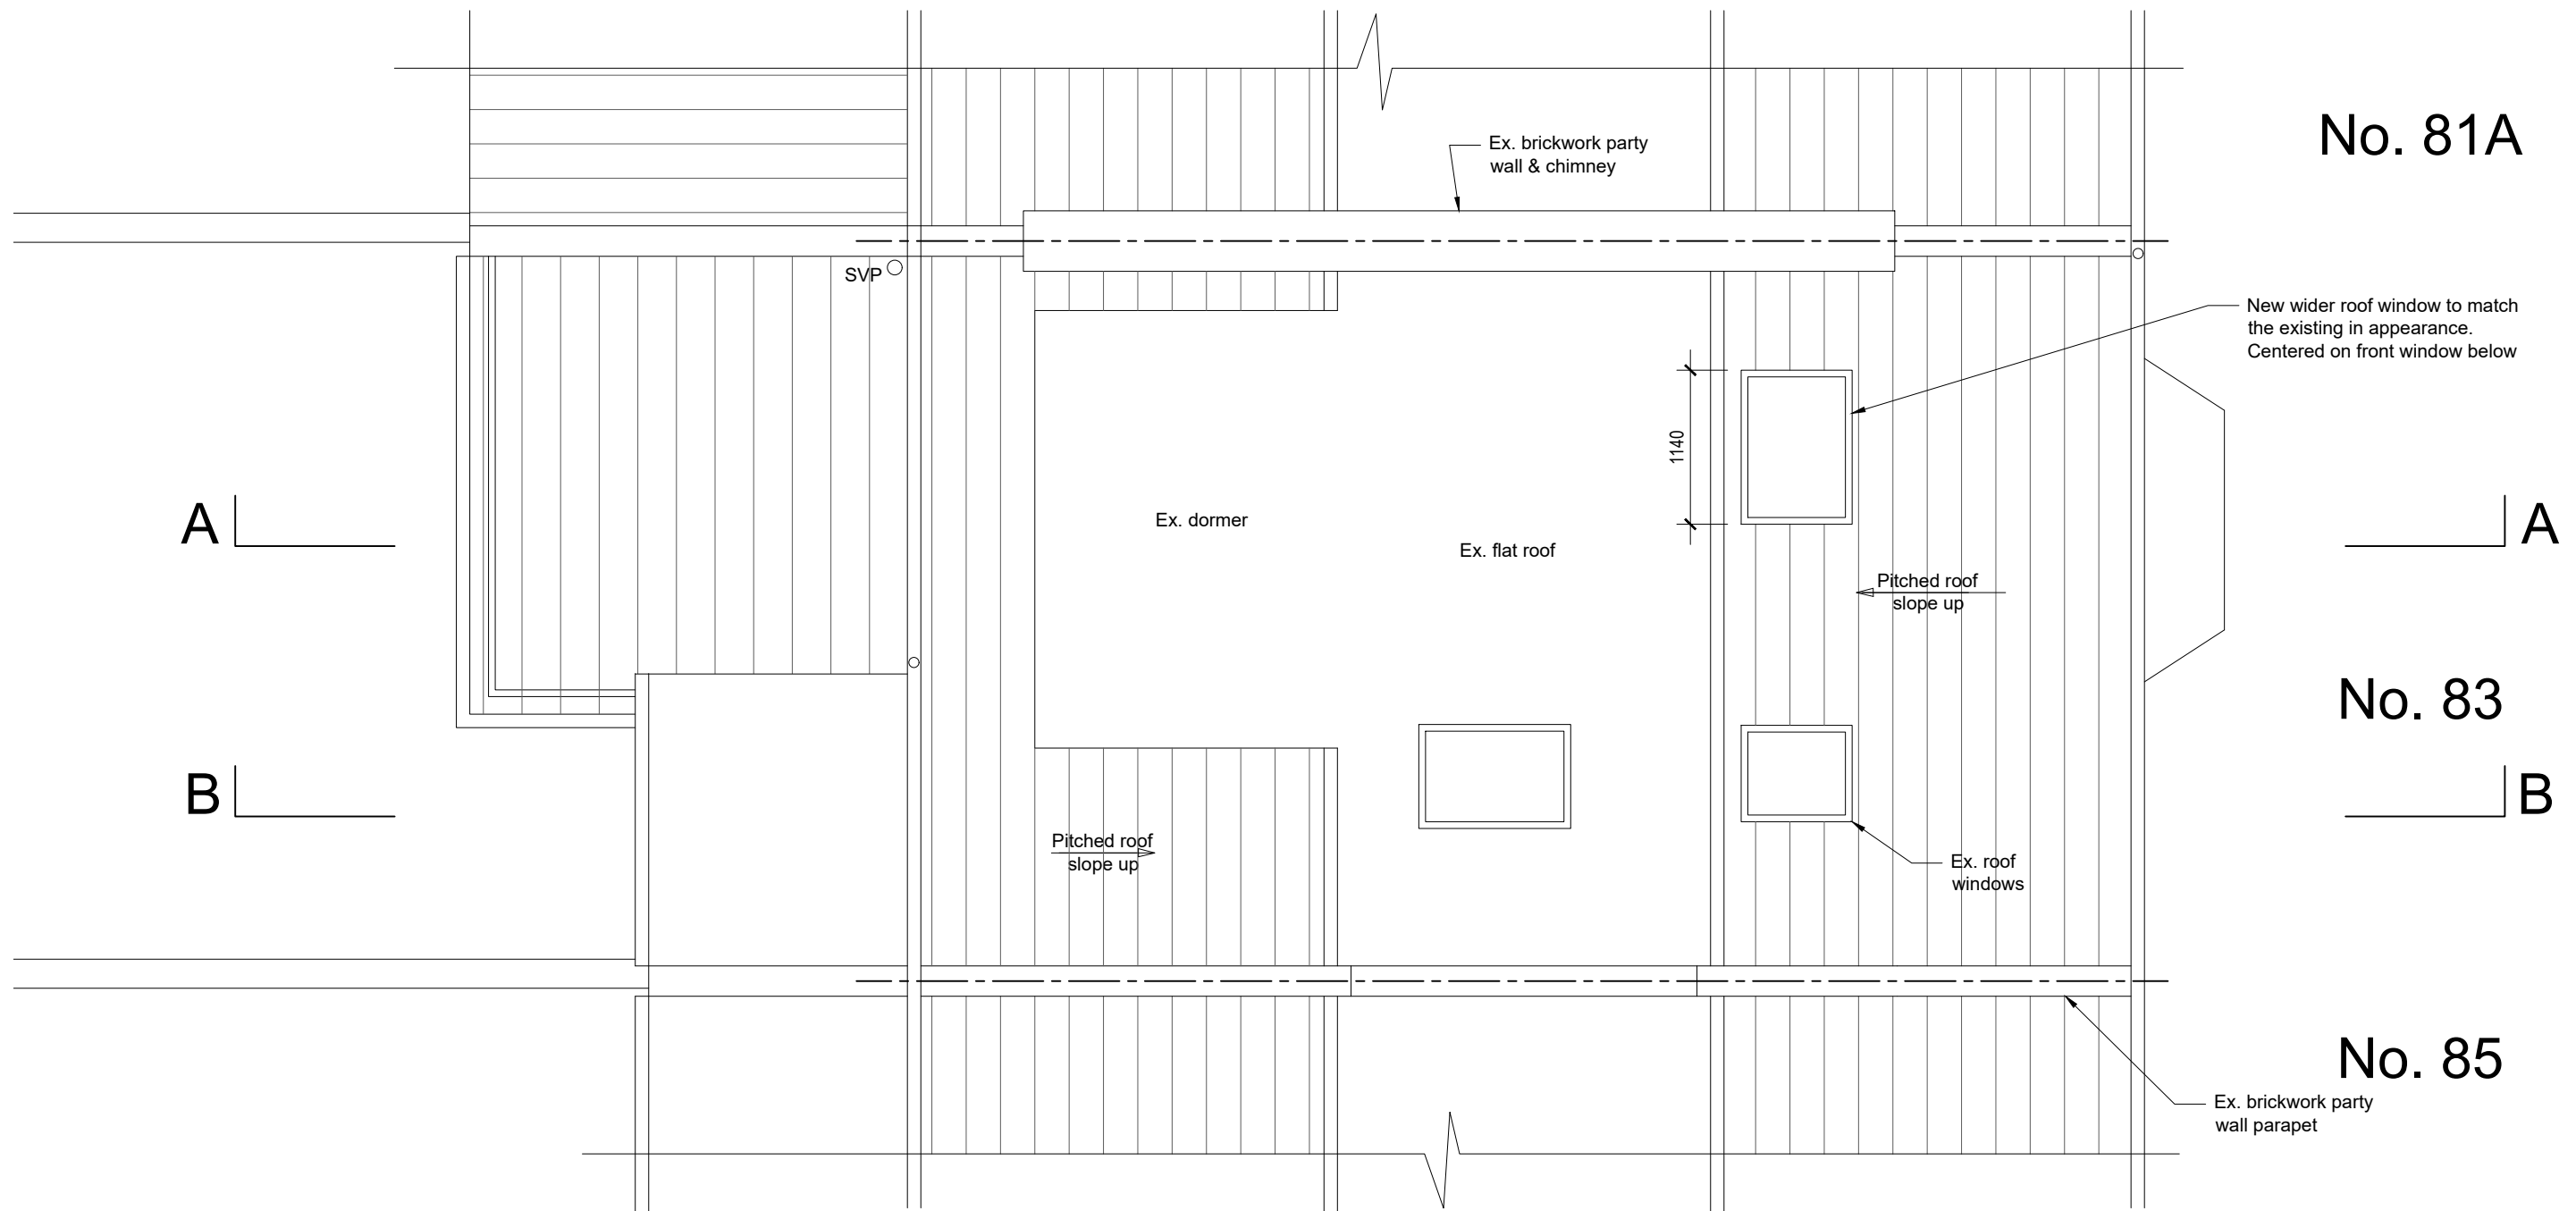 No. 81A
Ex. brickwork party
wall & chimney
SVP
New wider roof window to match
the existing in appearance.
Centered on front window below
1140
A
Ex. dormer
Ex. flat roof
A
Pitched roof
slope up
No. 83
B
B
Pitched roof
slope up
Ex. roof
windows
No. 85
Ex. brickwork party
wall parapet